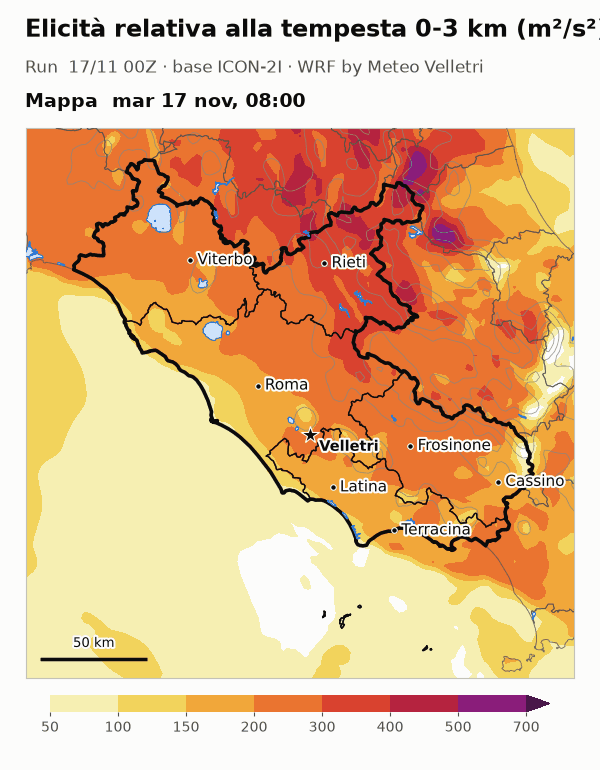 Elicità relativa alla tempesta 0-3 km (m²/s²)
Run  17/11 00Z · base ICON-2I · WRF by Meteo Velletri
Mappa  mar 17 nov, 08:00
Viterbo
Rieti
Roma
Velletri
Frosinone
Latina
Cassino
Terracina
50 km
50 100 150 200 300 400 500 700